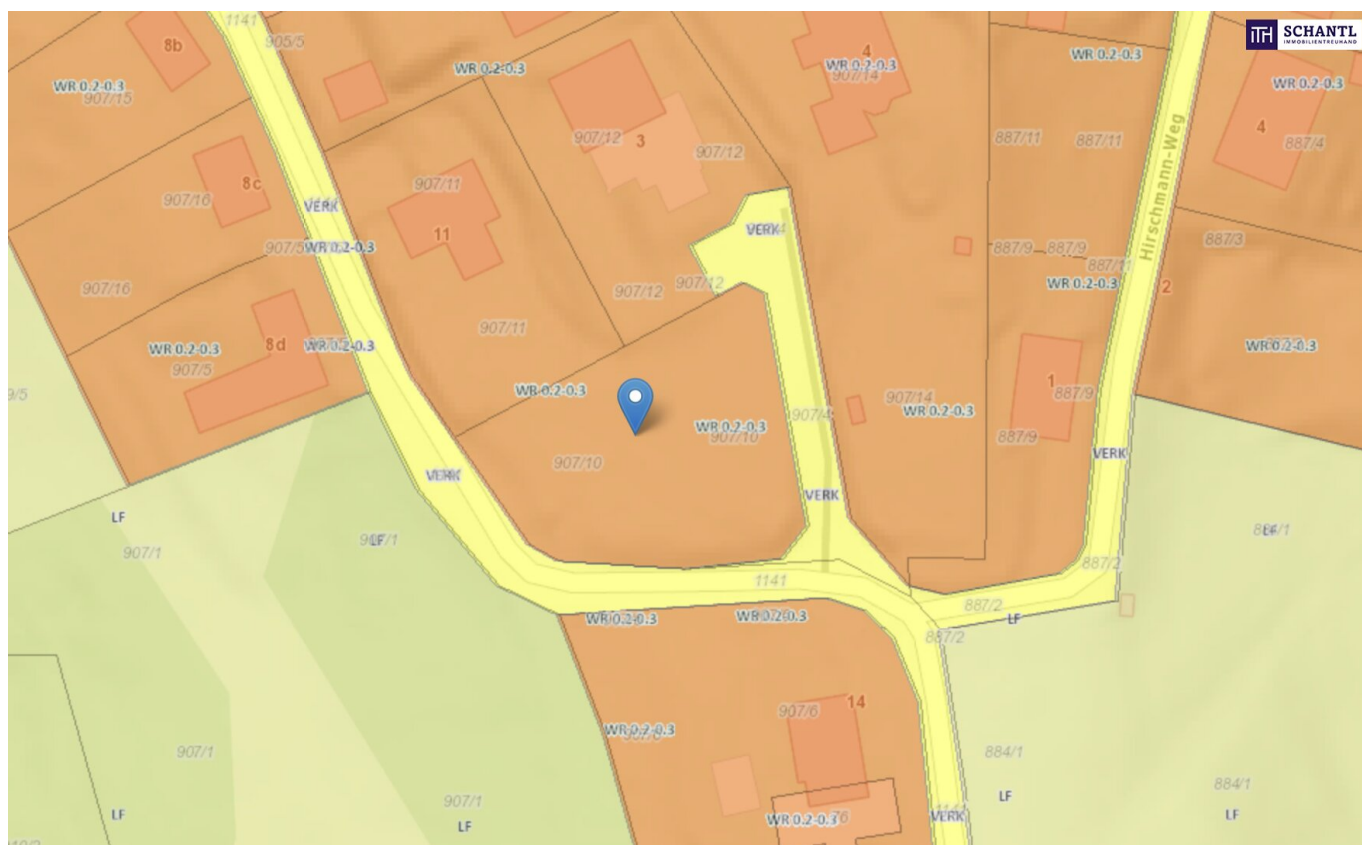 1141
905/5
8b
SCHANTL
IMMOBILIENTREUHAND
4
WR 0.2-0.3
907/15
WR 0.2-0.3
WR 0.2-0.3
907/14
WR 0.2-0.3
WR 0.2-0.3
4
887/4
907/12
3
907/12
887/11
887/11
Hirschmann-Weg
8c
907/11
907/16
VERK
11
VERK
907/5
WR 0.2-0.3
887/9
887/9
887/11
887/3
907/16
907/12
907/12
WR 0.2-0.3
2
907/11
WR 0.2-0.3
8d
WR 0.2-0.3
WR 0.2-0.3
907/5
WR 0.2-0.3
1
887/9
907/14
WR 0.2-0.3
907/4
WR 0.2-0.3
907/10
907/10
887/9
VERK
VERK
VERK
LF
907/1
LF
884/1
887/2
1141
887/2
WR 0.2-0.3
WR 0.2-0.3
LF
887/2
14
907/6
WR 0.2-0.3
907/1
884/1
907/1
LF
884/1
LF
LF
LF
WR 0.2-0.3
VERK